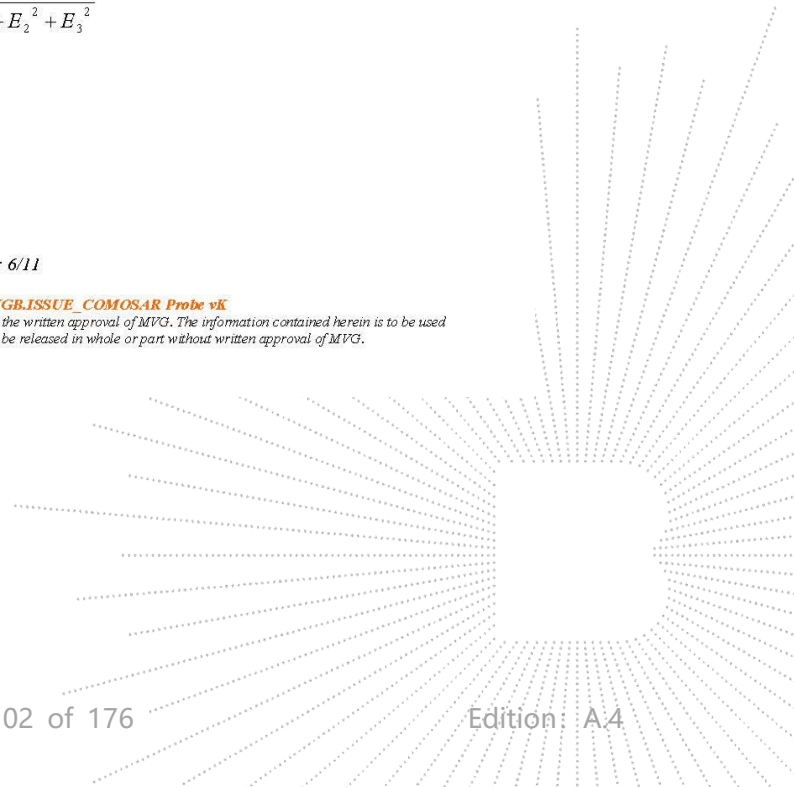 E₂² + E₃²
: 6/11
GB.ISSUE_COMOSAR Probe vK
the written approval of MVG. The information contained herein is to be used
be released in whole or part without written approval of MVG.
02 of 176
Edition: A.4